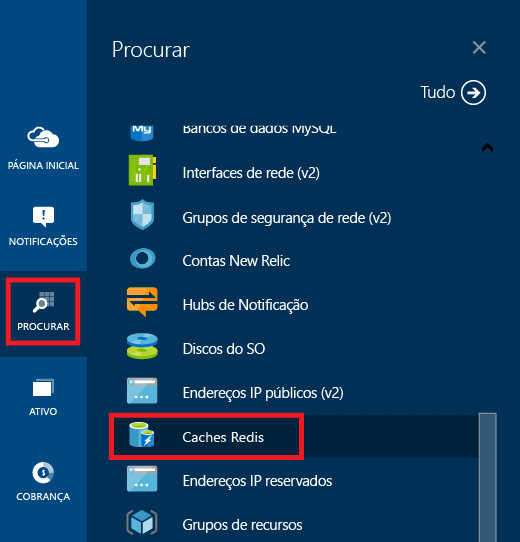 Procurar
Tudo
PÁGINA INICIAL
NOTIFICAÇÕES
PROCURAR
ATIVO
COBRANÇA
My
Bancos de dados MySQL
Interfaces de rede (v2)
Grupos de segurança de rede (v2)
Contas New Relic
Hubs de Notificação
Discos do SO
Endereços IP públicos (v2)
Caches Redis
Endereços IP reservados
Grupos de recursos